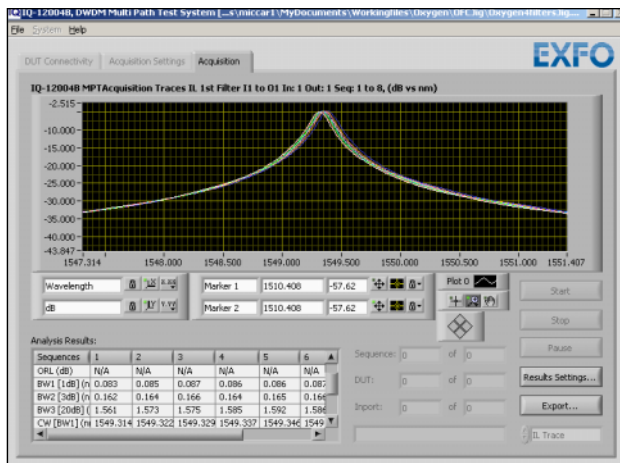 IQ-12004B, DWDM Multi Path Test System [...s\miccar1\MyDocuments\Workingfiles\Oxygen\OFC.fig\Oxygen4filters.fig...
File System Help
EXFO
DUT Connectivity Acquisition Settings Acquisition
IQ-12004B MPTAcquisition Traces IL 1st Filter I1 to O1 In: 1 Out: 1 Seq: 1 to 8, (dB vs nm)
-2.515
-10.000
-15.000
-20.000
-25.000
-30.000
-35.000
-40.000
-43.847
1547.314 1548.000 1548.500 1549.000 1549.500 1550.000 1550.500 1551.000 1551.407
Wavelength Marker 1 1510.408 -57.62 Plot 0
dB Marker 2 1510.408 -57.62
Start
Stop
Pause
Results Settings...
Export...
IL Trace
Analysis Results:
Sequences 1 2 3 4 5 6
ORL (dB) N/A N/A N/A N/A N/A N/A
BW1 [1dB] (n 0.083 0.085 0.087 0.086 0.086 0.087
BW2 [3dB] (n 0.162 0.164 0.166 0.164 0.165 0.166
BW3 [20dB] ( 1.561 1.573 1.575 1.585 1.592 1.586
CW [BW1] (n 1549.314 1549.322 1549.329 1549.337 1549.346 1549
Sequence: 0 of 0
DUT: 0 of 0
Inport: 0 of 0